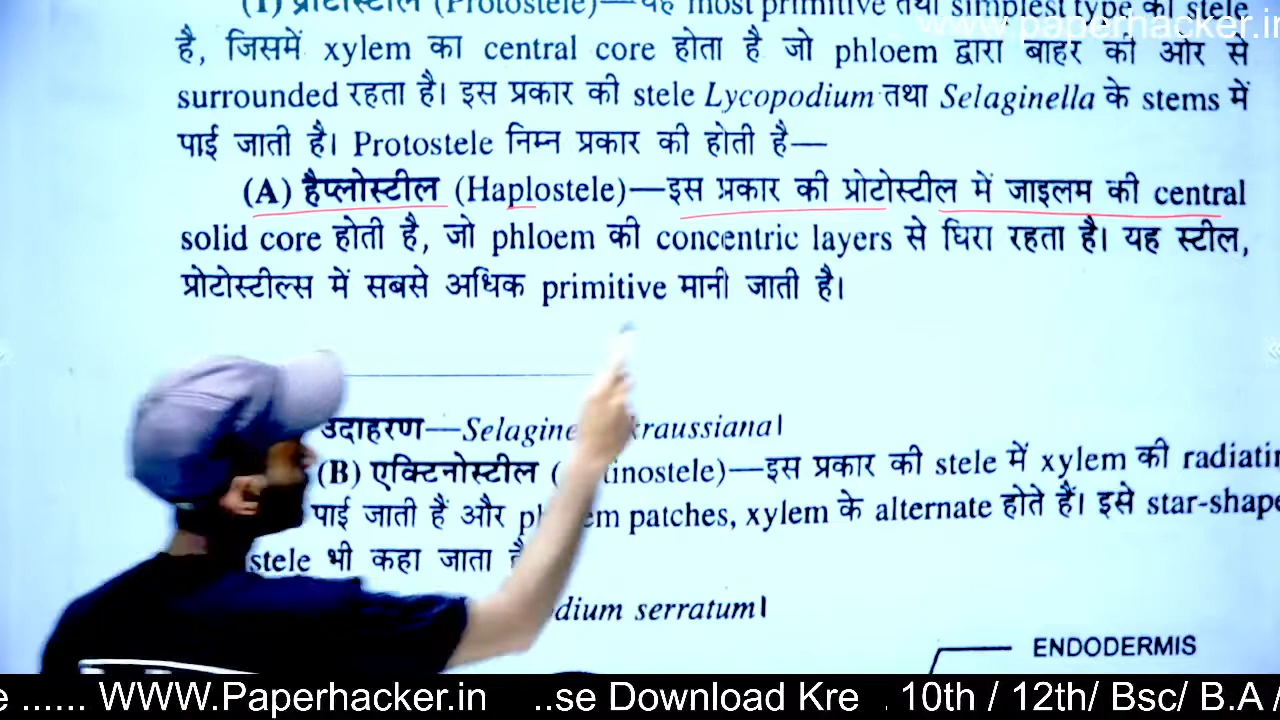 (1) प्रोटोस्टील (Protostele)—यह most primitive तथा simplest type की stele
www.paperhacker.in
है, जिसमें xylem का central core होता है जो phloem द्वारा बाहर की ओर से
surrounded रहता है। इस प्रकार की stele Lycopodium तथा Selaginella के stems में
पाई जाती है। Protostele निम्न प्रकार की होती है—
(A) हैप्लोस्टील (Haplostele)—इस प्रकार की प्रोटोस्टील में जाइलम की central
solid core होती है, जो phloem की concentric layers से घिरा रहता है। यह स्टील,
प्रोटोस्टील्स में सबसे अधिक primitive मानी जाती है।
उदाहरण—Selagine kraussiana।
(B) एक्टिनोस्टील ( tinostele)—इस प्रकार की stele में xylem की radiatin
पाई जाती हैं और ph em patches, xylem के alternate होते हैं। इसे star-shape
stele भी कहा जाता है
dium serratum।
ENDODERMIS
e ...... WWW.Paperhacker.in ..se Download Kre . 10th / 12th/ Bsc/ B.A /